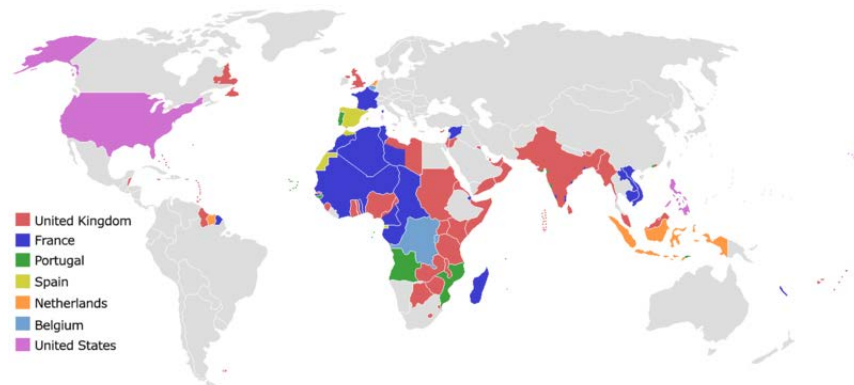 United Kingdom
France
Portugal
Spain
Netherlands
Belgium
United States